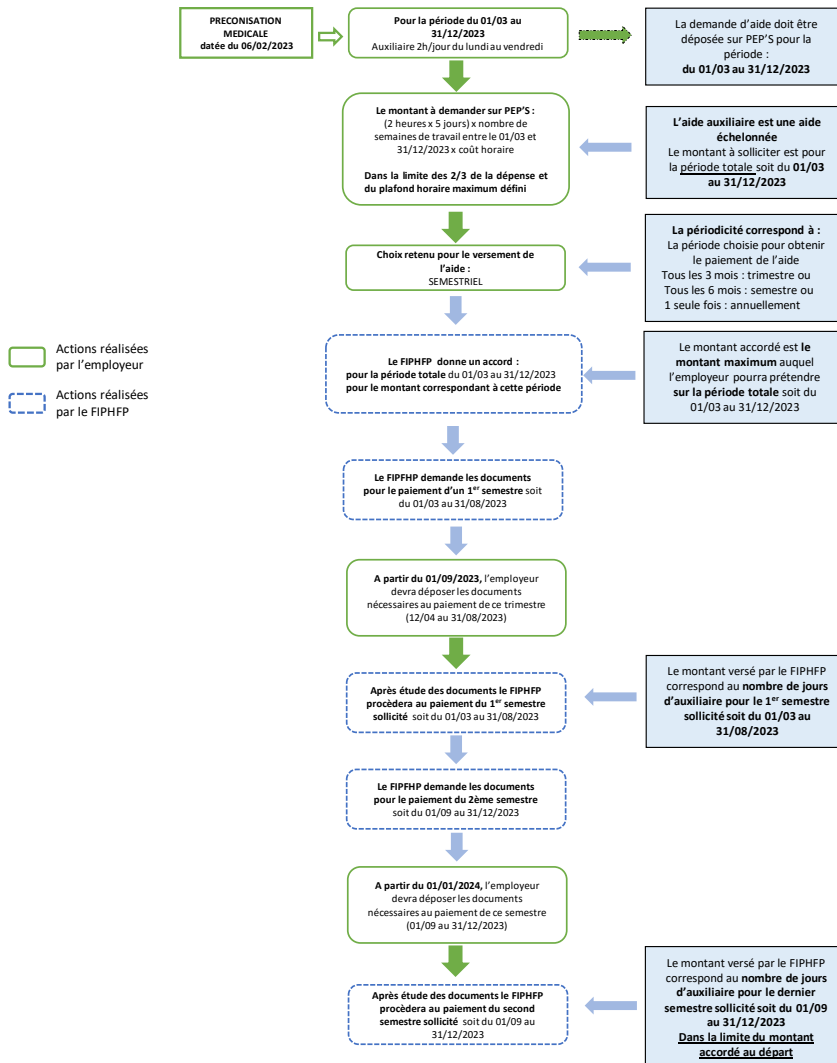 PRECONISATION
MEDICALE
datée du 06/02/2023
Pour la période du 01/03 au
31/12/2023
Auxiliaire 2h/jour du lundi au vendredi
La demande d'aide doit être
déposée sur PEP'S pour la
période :
du 01/03 au 31/12/2023
Le montant à demander sur PEP'S :
(2 heures x 5 jours) x nombre de
semaines de travail entre le 01/03 et
31/12/2023 x coût horaire
Dans la limite des 2/3 de la dépense et
du plafond horaire maximum défini
L'aide auxiliaire est une aide
échelonnée
Le montant à solliciter est pour
la période totale soit du 01/03
au 31/12/2023
Choix retenu pour le versement de
l'aide :
SEMESTRIEL
La périodicité correspond à :
La période choisie pour obtenir
le paiement de l'aide
Tous les 3 mois : trimestre ou
Tous les 6 mois : semestre ou
1 seule fois : annuellement
Actions réalisées
par l'employeur
Actions réalisées
par le FIPHFP
Le FIPHFP donne un accord :
pour la période totale du 01/03 au 31/12/2023
pour le montant correspondant à cette période
Le montant accordé est le
montant maximum auquel
l'employeur pourra prétendre
sur la période totale soit du
01/03 au 31/12/2023
Le FIPFHP demande les documents
pour le paiement d'un 1er semestre soit
du 01/03 au 31/08/2023
A partir du 01/09/2023, l'employeur
devra déposer les documents
nécessaires au paiement de ce trimestre
(12/04 au 31/08/2023)
Après étude des documents le FIPHFP
procèdera au paiement du 1er semestre
sollicité soit du 01/03 au 31/08/2023
Le montant versé par le FIPHFP
correspond au nombre de jours
d'auxiliaire pour le 1er semestre
sollicité soit du 01/03 au
31/08/2023
Le FIPFHP demande les documents
pour le paiement du 2ème semestre
soit du 01/09 au 31/12/2023
A partir du 01/01/2024, l'employeur
devra déposer les documents
nécessaires au paiement de ce semestre
(01/09 au 31/12/2023)
Après étude des documents le FIPHFP
procèdera au paiement du second
semestre sollicité soit du 01/09 au
31/12/2023
Le montant versé par le FIPHFP
correspond au nombre de jours
d'auxiliaire pour le dernier
semestre sollicité soit du 01/09
au 31/12/2023
Dans la limite du montant
accordé au départ